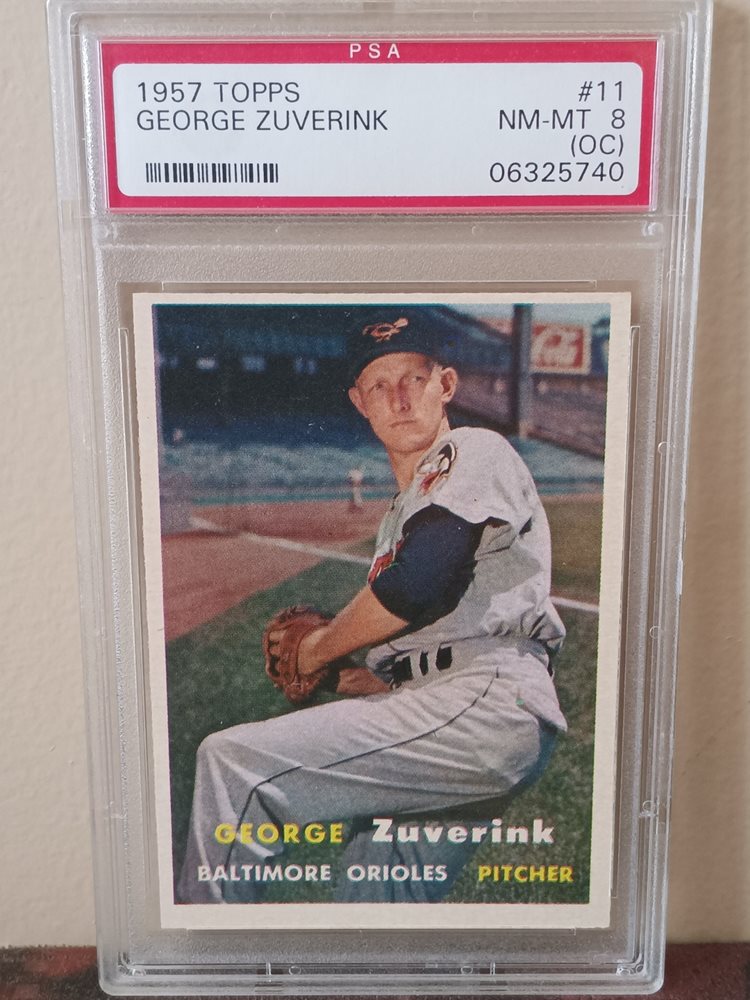 PSA
1957 TOPPS #11
GEORGE ZUVERINK NM-MT 8
(OC)
06325740
GEORGE Zuverink
BALTIMORE ORIOLES PITCHER